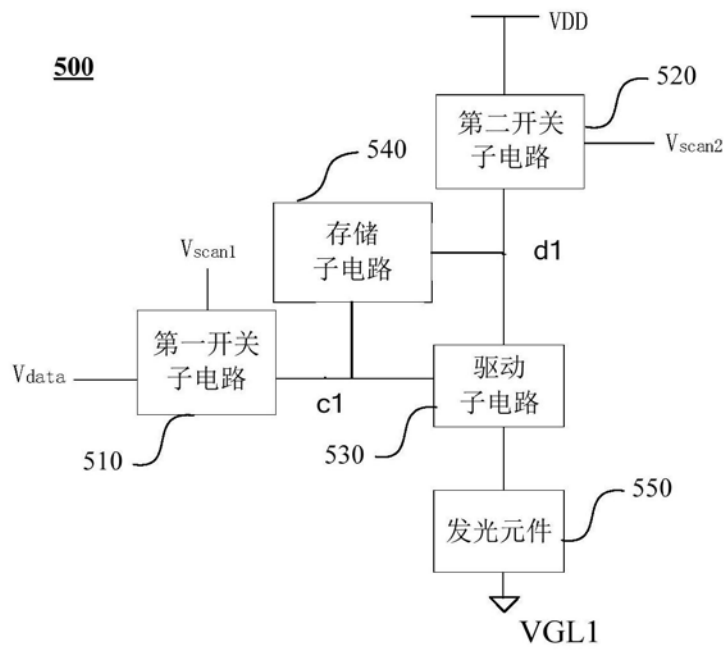 VDD
500
520
第二开关
子电路
Vscan2
540
存储
子电路
d1
Vscan1
第一开关
子电路
Vdata
c1
驱动
子电路
510
530
550
发光元件
VGL1